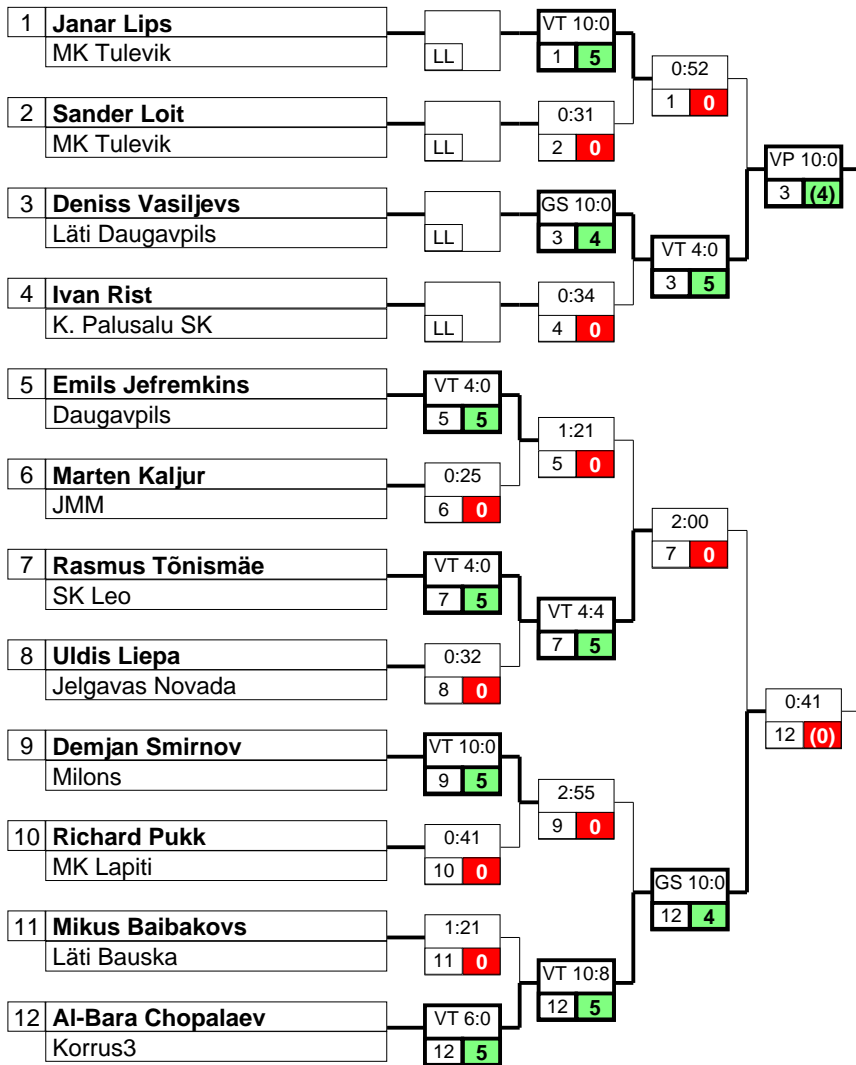 1 Janar Lips
MK Tulevik
LL
VT 10:0
1 5
0:52
1 0
2 Sander Loit
MK Tulevik
LL
0:31
2 0
VP 10:0
3 (4)
3 Deniss Vasiljevs
Läti Daugavpils
LL
GS 10:0
3 4
VT 4:0
3 5
4 Ivan Rist
K. Palusalu SK
LL
0:34
4 0
5 Emils Jefremkins
Daugavpils
VT 4:0
5 5
1:21
5 0
6 Marten Kaljur
JMM
0:25
6 0
2:00
7 0
7 Rasmus Tõnismäe
SK Leo
VT 4:0
7 5
VT 4:4
7 5
8 Uldis Liepa
Jelgavas Novada
0:32
8 0
0:41
12 (0)
9 Demjan Smirnov
Milons
VT 10:0
9 5
2:55
9 0
10 Richard Pukk
MK Lapiti
0:41
10 0
GS 10:0
12 4
11 Mikus Baibakovs
Läti Bauska
1:21
11 0
VT 10:8
12 5
12 Al-Bara Chopalaev
Korrus3
VT 6:0
12 5